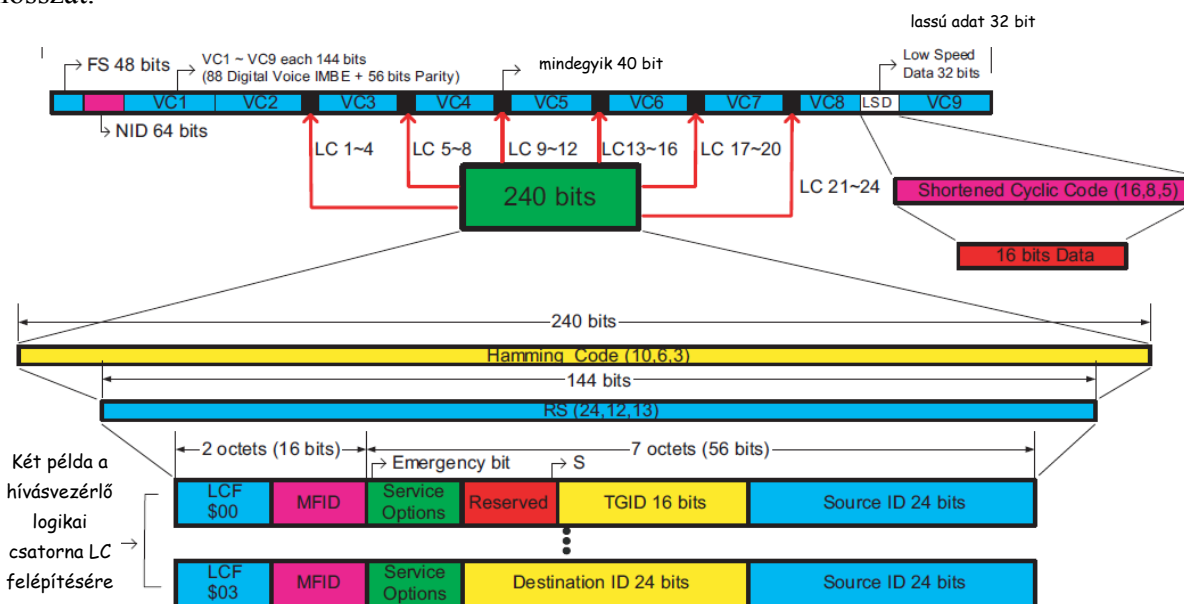 hosszát.
lassú adat 32 bit
FS 48 bits
VC1 ~ VC9 each 144 bits
(88 Digital Voice IMBE + 56 bits Parity)
mindegyik 40 bit
Low Speed
Data 32 bits
VC1 VC2 VC3 VC4 VC5 VC6 VC7 VC8 LSD VC9
NID 64 bits
LC 1~4
LC 5~8
LC 9~12
LC13~16
LC 17~20
LC 21~24
240 bits
Shortened Cyclic Code (16,8,5)
16 bits Data
240 bits
Hamming Code (10,6,3)
144 bits
RS (24,12,13)
2 octets (16 bits)
7 octets (56 bits)
Emergency bit
S
Két példa a
hívásvezérlő
logikai
csatorna LC
felépítésére
LCF
$00
MFID
Service
Options
Reserved
TGID 16 bits
Source ID 24 bits
LCF
$03
MFID
Service
Options
Destination ID 24 bits
Source ID 24 bits